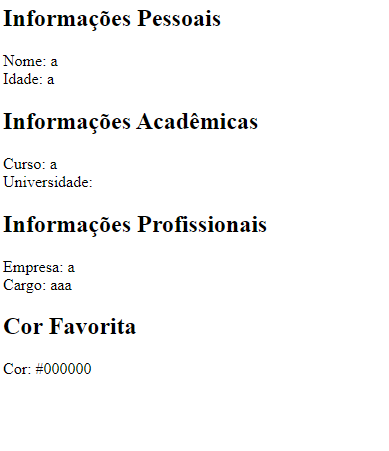 Informações Pessoais
Nome: a
Idade: a
Informações Acadêmicas
Curso: a
Universidade:
Informações Profissionais
Empresa: a
Cargo: aaa
Cor Favorita
Cor: #000000